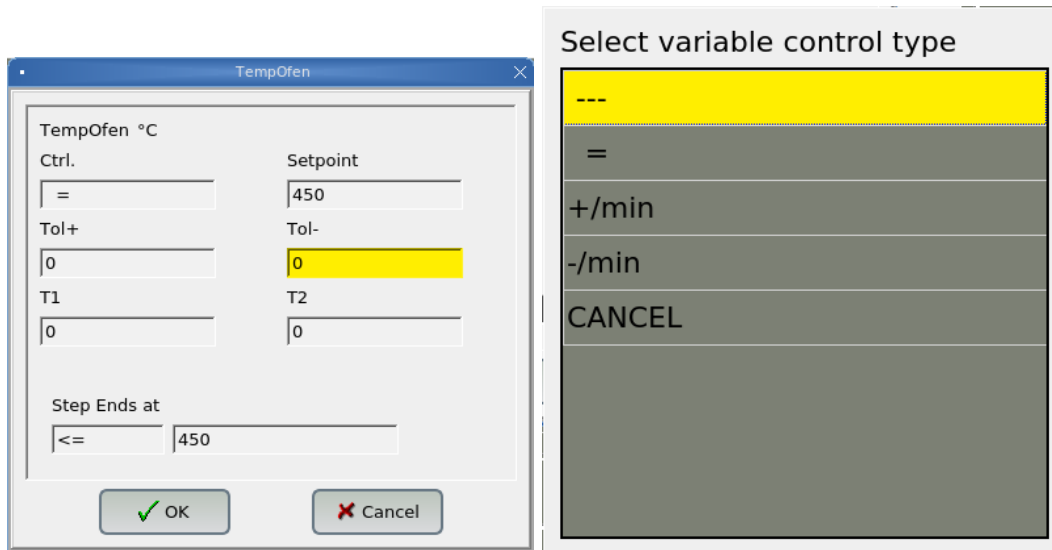 TempOfen
TempOfen °C
Ctrl. Setpoint
= 450
Tol+ Tol-
0 0
T1 T2
0 0
Step Ends at
<= 450
OK Cancel
Select variable control type
---
=
+/min
-/min
CANCEL